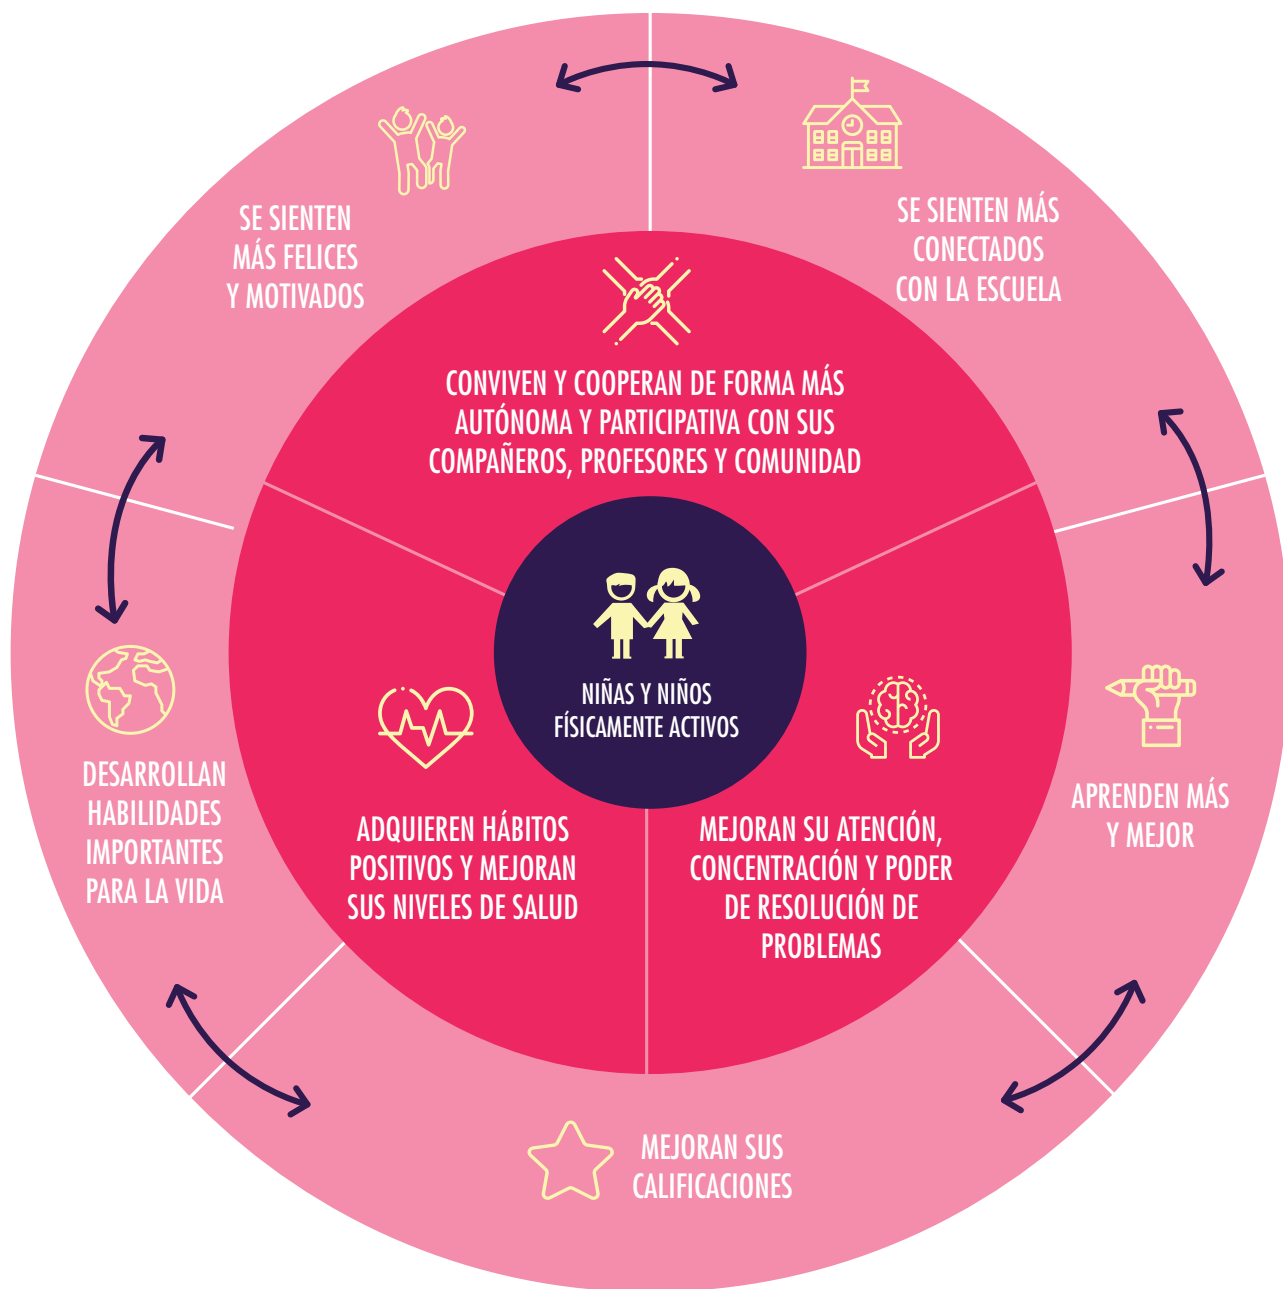 SE SIENTEN
MÁS FELICES
Y MOTIVADOS
SE SIENTEN MÁS
CONECTADOS
CON LA ESCUELA
CONVIVEN Y COOPERAN DE FORMA MÁS
AUTÓNOMA Y PARTICIPATIVA CON SUS
COMPAÑEROS, PROFESORES Y COMUNIDAD
NIÑAS Y NIÑOS
FÍSICAMENTE ACTIVOS
DESARROLLAN
HABILIDADES
IMPORTANTES
PARA LA VIDA
ADQUIEREN HÁBITOS
POSITIVOS Y MEJORAN
SUS NIVELES DE SALUD
MEJORAN SU ATENCIÓN,
CONCENTRACIÓN Y PODER
DE RESOLUCIÓN DE
PROBLEMAS
APRENDEN MÁS
Y MEJOR
MEJORAN SUS
CALIFICACIONES